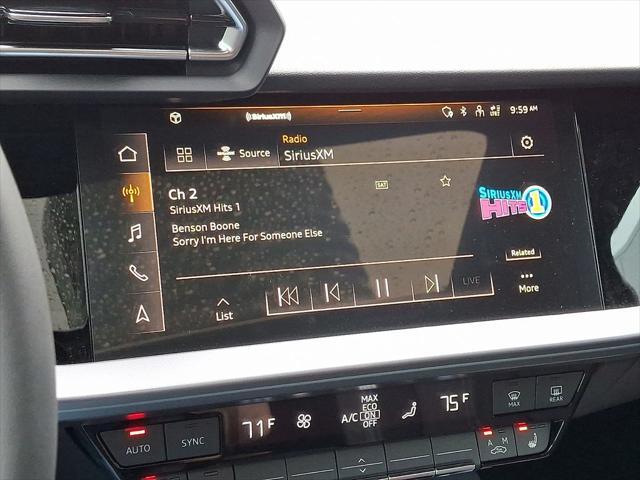 ((SiriusXM))
9:59 AM
Radio
Source
SiriusXM
Ch 2
SAT
SiriusXM Hits 1
SIRIUSXM
HITS 1
Benson Boone
Sorry I'm Here For Someone Else
Related
LIVE
More
List
71 F
A/C
MAX
ECO
ON
OFF
75 F
MAX
REAR
AUTO
SYNC
A M